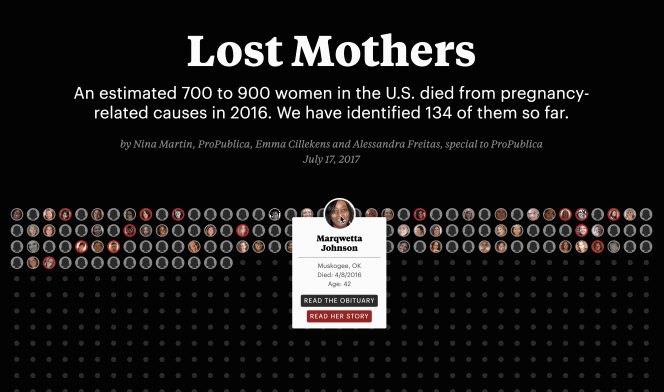 Lost Mothers
An estimated 700 to 900 women in the U.S. died from pregnancy-
related causes in 2016. We have identified 134 of them so far.
by Nina Martin, ProPublica, Emma Cillekens and Alessandra Freitas, special to ProPublica
July 17, 2017
Marqwetta
Johnson
Muskogee, OK
Died: 4/8/2016
Age: 42
READ THE OBITUARY
READ HER STORY